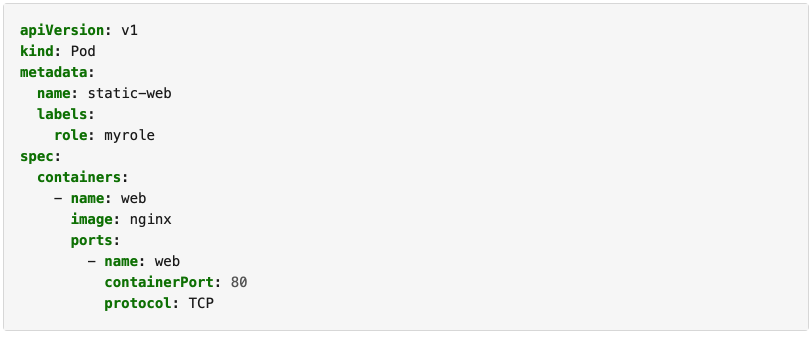 apiVersion: v1
kind: Pod
metadata:
  name: static-web
  labels:
    role: myrole
spec:
  containers:
    - name: web
      image: nginx
      ports:
        - name: web
          containerPort: 80
          protocol: TCP